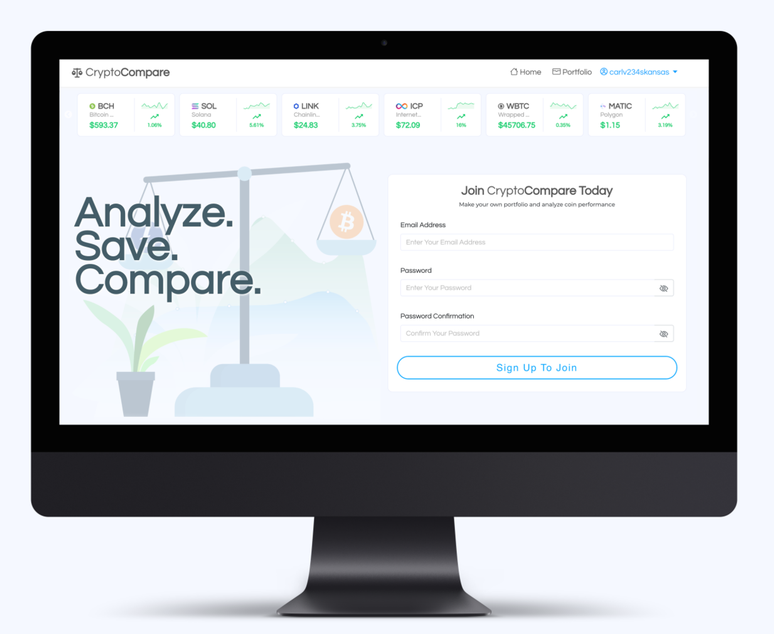 CryptoCompare
Home Portfolio carlv234skansas
BCH
Bitcoin ...
$593.37
1.08%
SOL
Solana
$40.80
5.61%
LINK
Chainlin...
$24.83
3.75%
ICP
Internet...
$72.09
16%
WBTC
Wrapped ...
$45706.75
0.35%
MATIC
Polygon
$1.15
3.19%
Analyze.
Save.
Compare.
Join CryptoCompare Today
Make your own portfolio and analyze coin performance
Email Address
Enter Your Email Address
Password
Enter Your Password
Password Confirmation
Confirm Your Password
Sign Up To Join